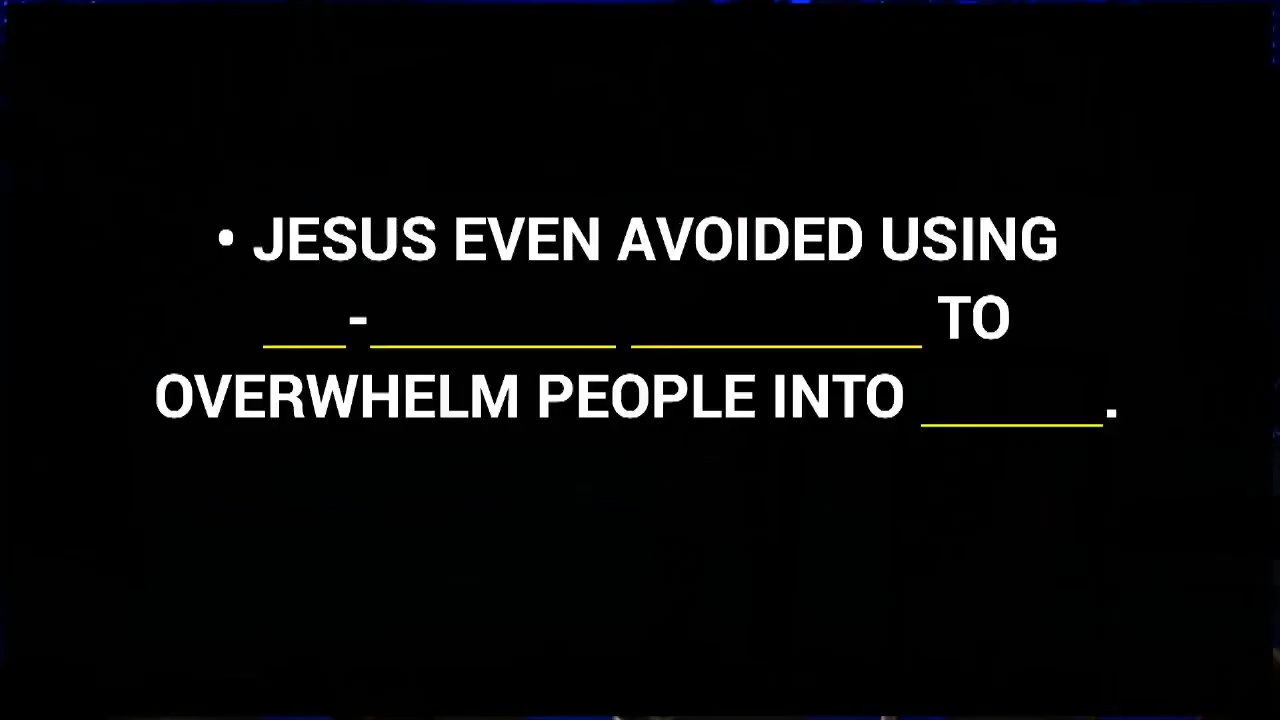 • JESUS EVEN AVOIDED USING
___-_________ __________ TO
OVERWHELM PEOPLE INTO ______.